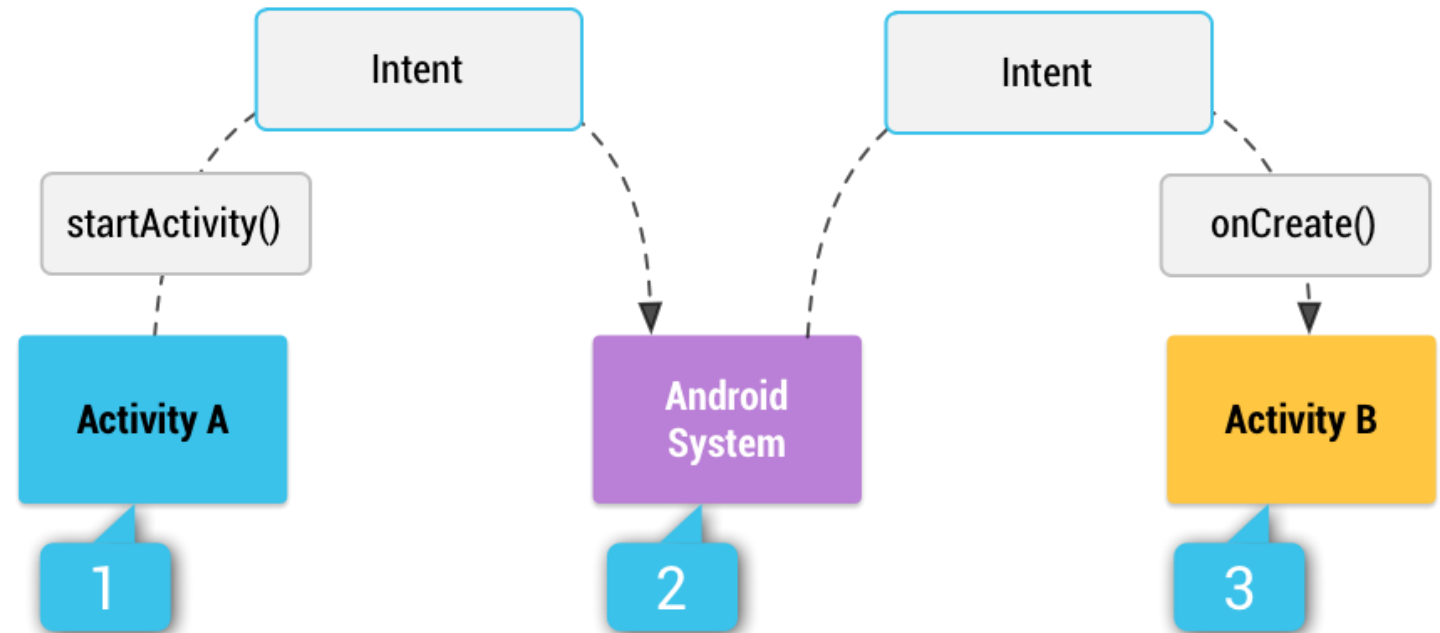 Intent
Intent
startActivity()
onCreate()
Activity A
Android
System
Activity B
1
2
3